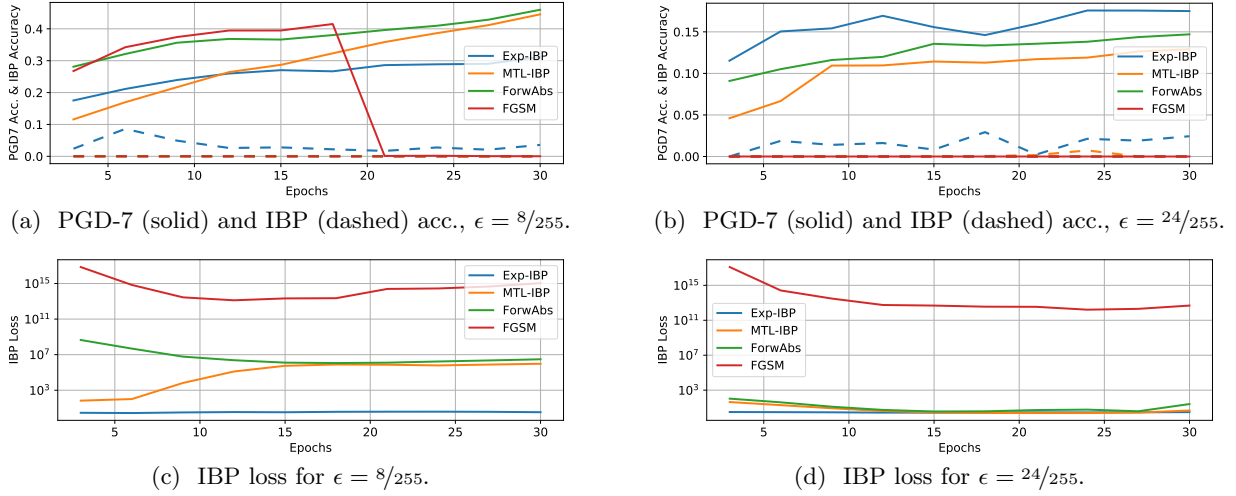 PGD7 Acc. & IBP Accuracy
0.4
0.3
0.2
0.1
0.0
5 10 15 20 25 30
Epochs
Exp-IBP
MTL-IBP
ForwAbs
FGSM
(a) PGD-7 (solid) and IBP (dashed) acc., ϵ = 8/255.
PGD7 Acc. & IBP Accuracy
0.15
0.10
0.05
0.00
5 10 15 20 25 30
Epochs
Exp-IBP
MTL-IBP
ForwAbs
FGSM
(b) PGD-7 (solid) and IBP (dashed) acc., ϵ = 24/255.
IBP Loss
10^15
10^11
10^7
10^3
5 10 15 20 25 30
Epochs
Exp-IBP
MTL-IBP
ForwAbs
FGSM
(c) IBP loss for ϵ = 8/255.
IBP Loss
10^15
10^11
10^7
10^3
5 10 15 20 25 30
Epochs
Exp-IBP
MTL-IBP
ForwAbs
FGSM
(d) IBP loss for ϵ = 24/255.